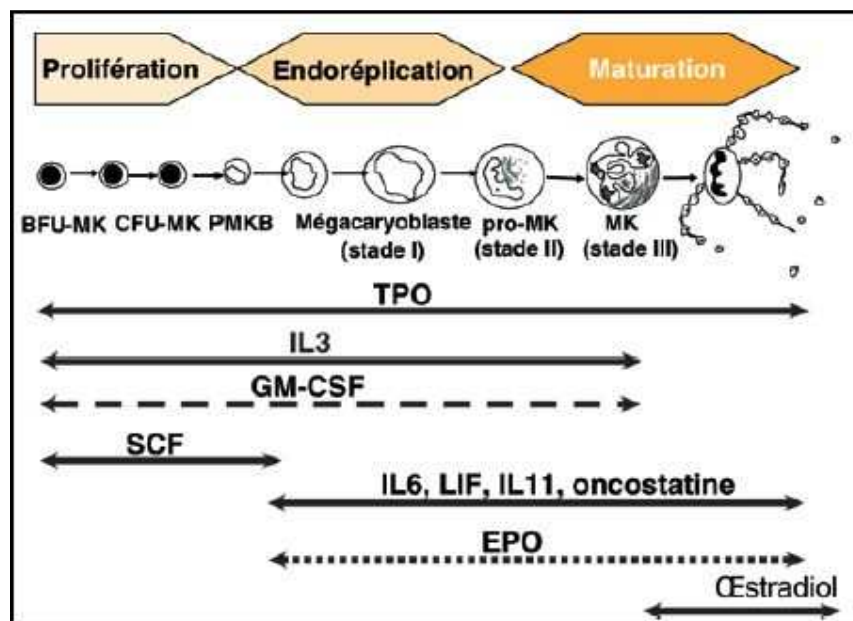 Prolifération Endoréplication Maturation
BFU-MK CFU-MK PMKB Mégacaryoblaste pro-MK MK
(stade I) (stade II) (stade III)
TPO
IL3
GM-CSF
SCF
IL6, LIF, IL11, oncostatine
EPO
Œstradiol